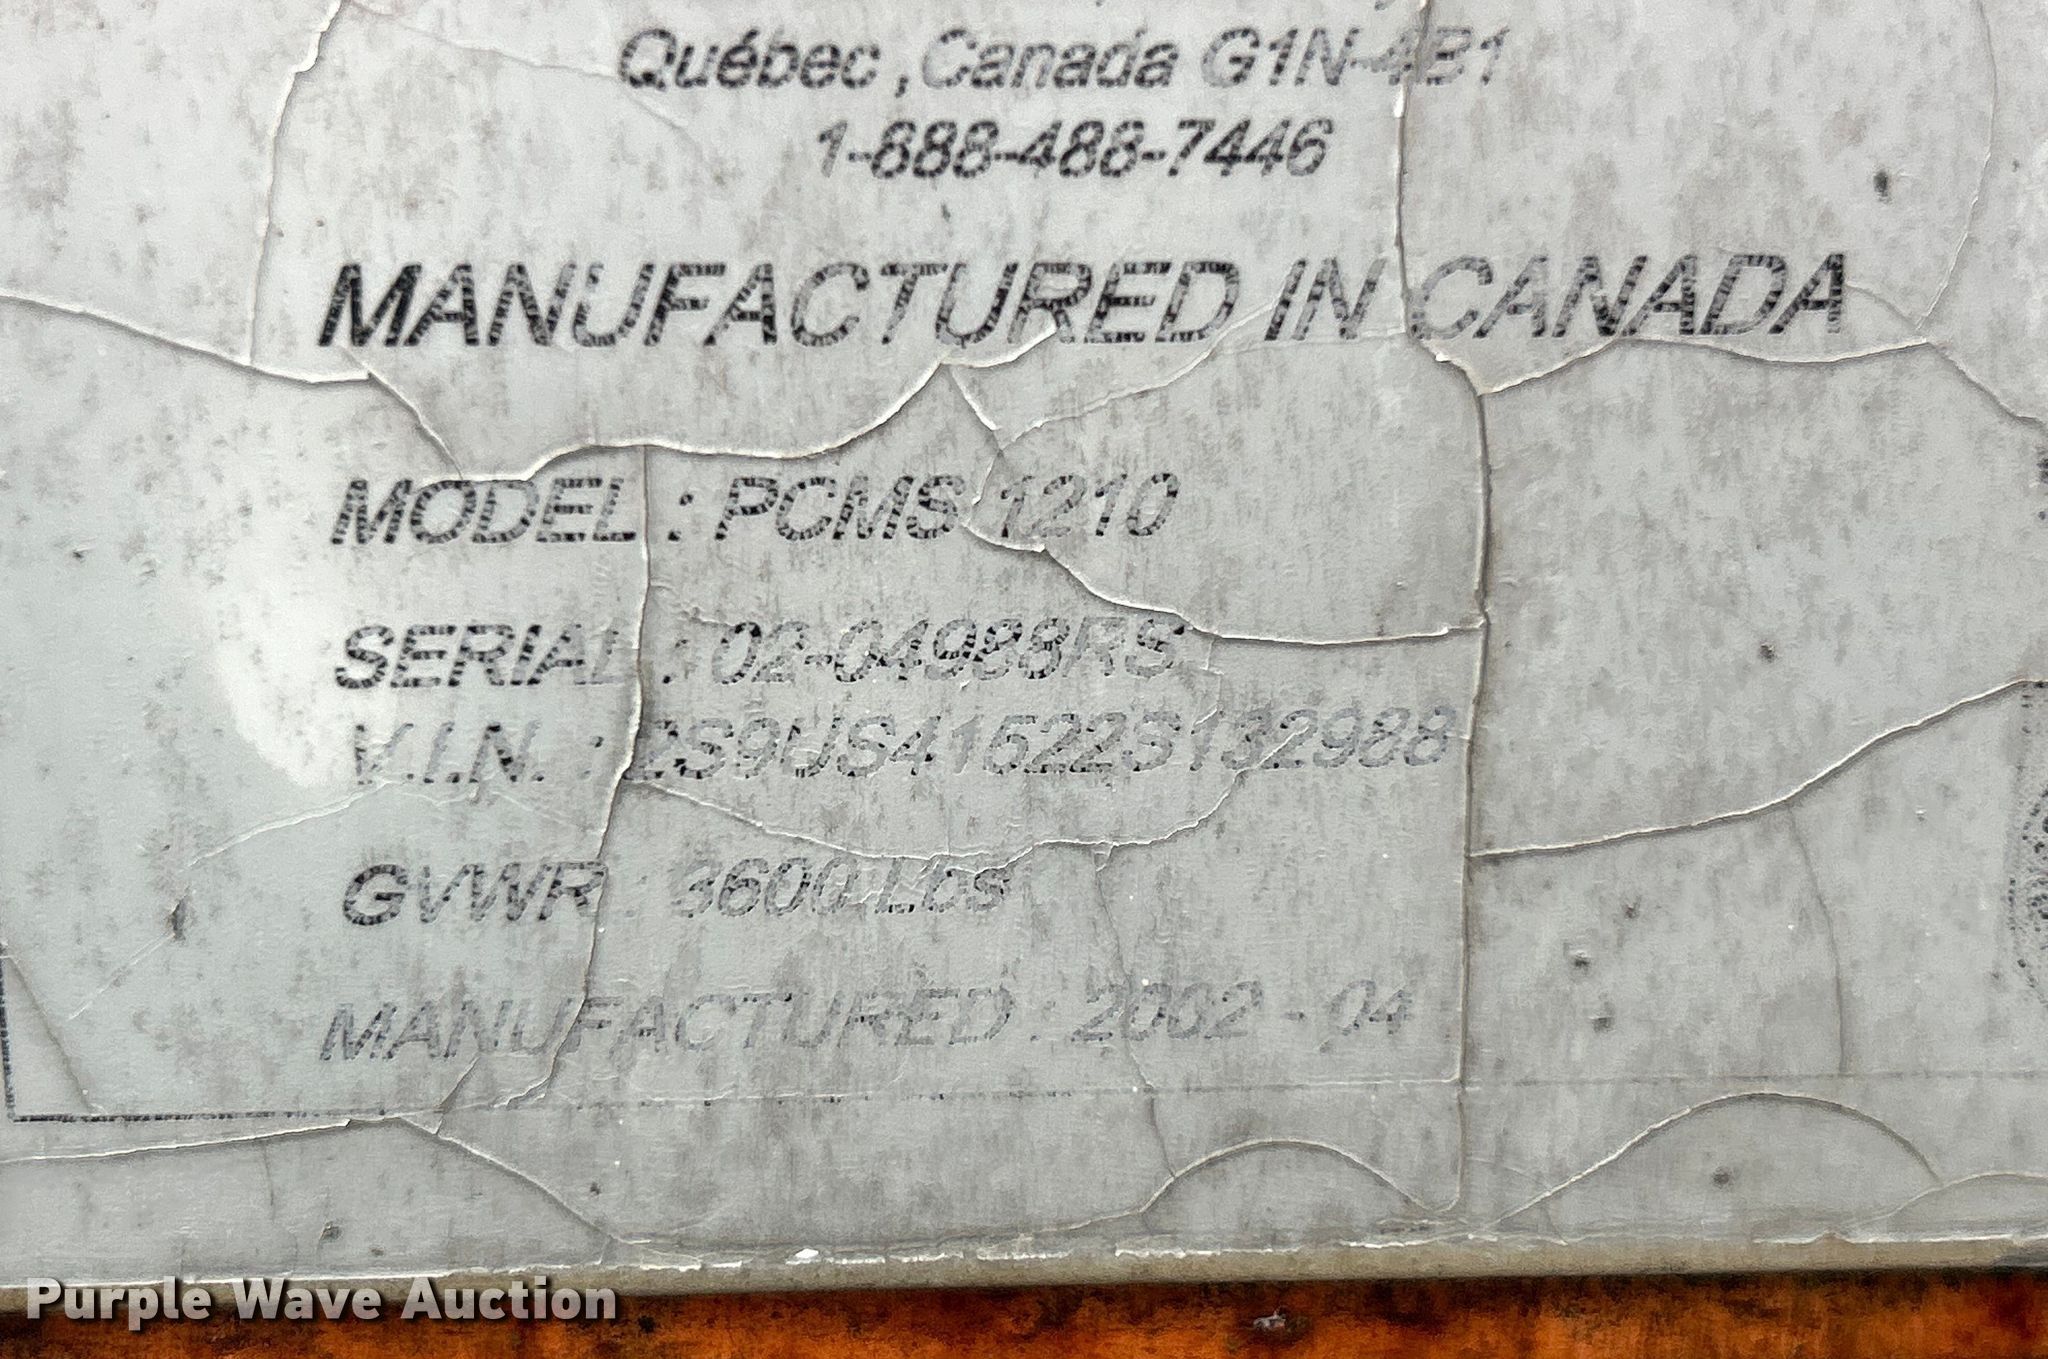 Québec , Canada G1N-4B1
1-888-488-7446
MANUFACTURED IN CANADA
MODEL : PCMS 1210
SERIAL : 02-04988RS
V.I.N. : 2S9US41522S132988
GVWR : 3600 Lbs
MANUFACTURED : 2002 - 04
Purple Wave Auction